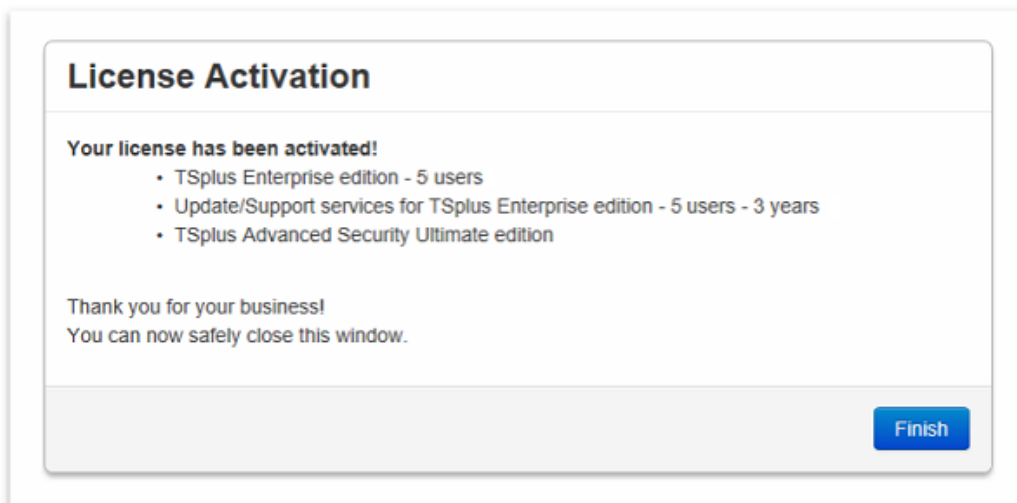 License Activation
Your license has been activated!
• TSplus Enterprise edition - 5 users
• Update/Support services for TSplus Enterprise edition - 5 users - 3 years
• TSplus Advanced Security Ultimate edition
Thank you for your business!
You can now safely close this window.
Finish